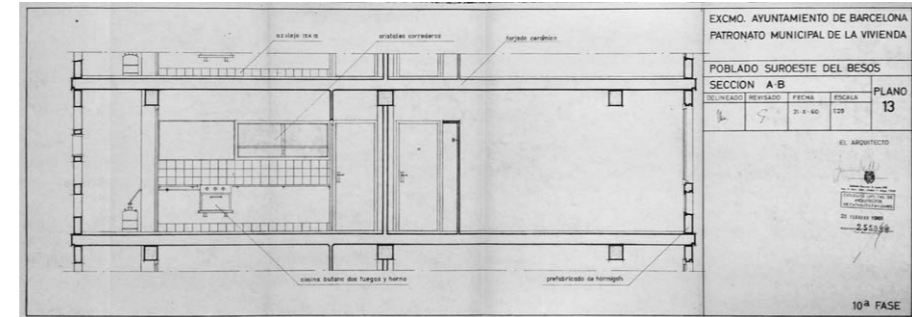 azulejo 15x15
cristales correderos
forjado cerámico
cocina butano dos fuegos y horno
prefabricado de hormigón
EXCMO. AYUNTAMIENTO DE BARCELONA
PATRONATO MUNICIPAL DE LA VIVIENDA
POBLADO SUROESTE DEL BESOS
SECCION A-B
PLANO
13
DELINEADO REVISADO FECHA ESCALA
21-X-60 1:20
EL ARQUITECTO
10ª FASE